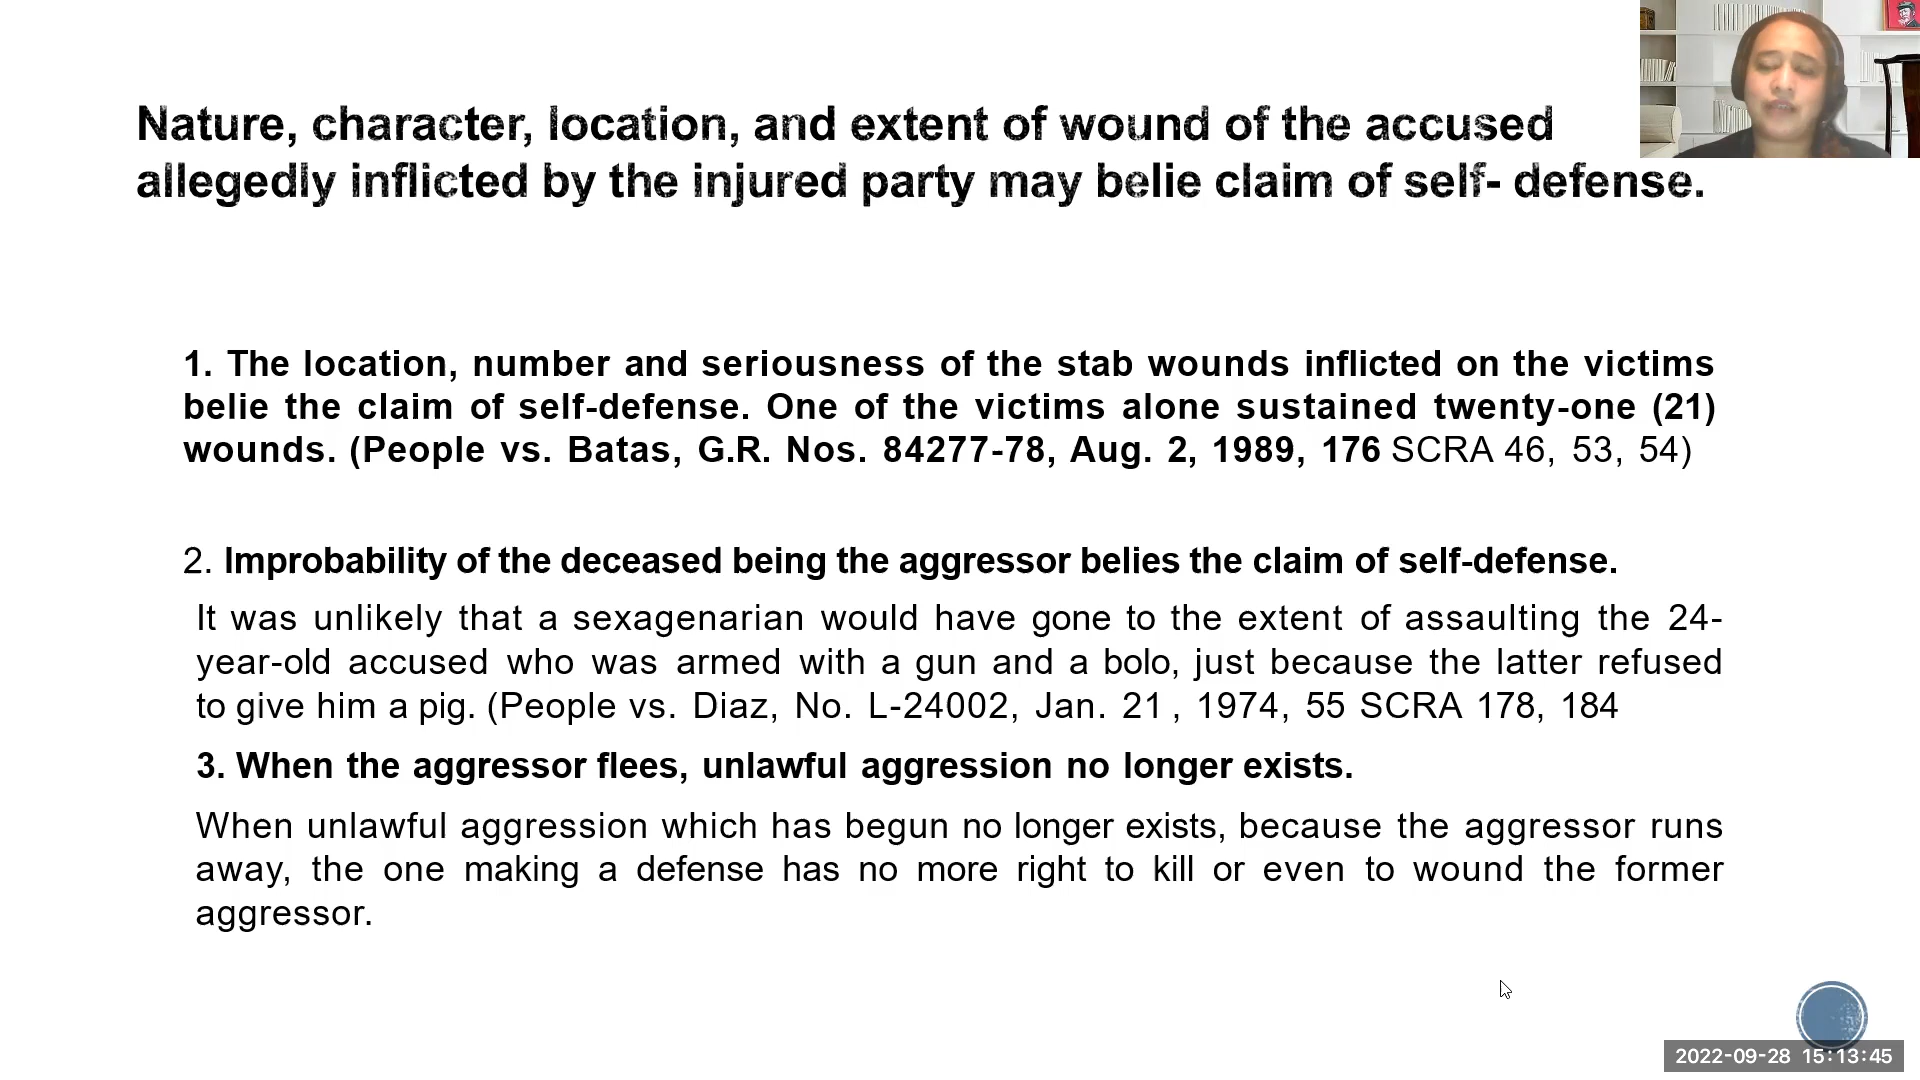 Nature, character, location, and extent of wound of the accused
allegedly inflicted by the injured party may belie claim of self- defense.
1. The location, number and seriousness of the stab wounds inflicted on the victims
belie the claim of self-defense. One of the victims alone sustained twenty-one (21)
wounds. (People vs. Batas, G.R. Nos. 84277-78, Aug. 2, 1989, 176 SCRA 46, 53, 54)
2. Improbability of the deceased being the aggressor belies the claim of self-defense.
It was unlikely that a sexagenarian would have gone to the extent of assaulting the 24-
year-old accused who was armed with a gun and a bolo, just because the latter refused
to give him a pig. (People vs. Diaz, No. L-24002, Jan. 21 , 1974, 55 SCRA 178, 184
3. When the aggressor flees, unlawful aggression no longer exists.
When unlawful aggression which has begun no longer exists, because the aggressor runs
away, the one making a defense has no more right to kill or even to wound the former
aggressor.
2022-09-28 15:13:45